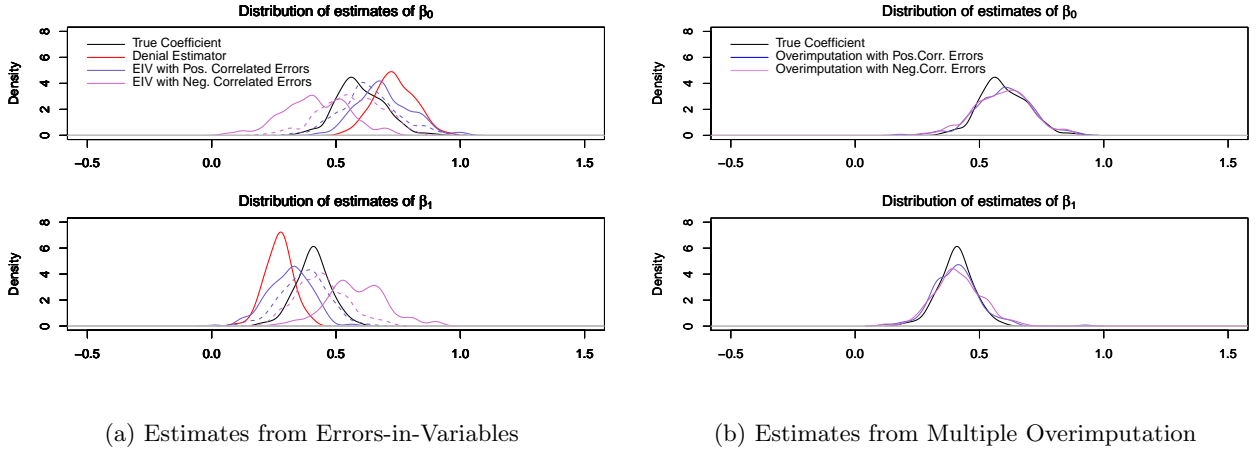 Distribution of estimates of β0
Density
8
6
4
2
0
True Coefficient
Denial Estimator
EIV with Pos. Correlated Errors
EIV with Neg. Correlated Errors
−0.5 0.0 0.5 1.0 1.5
Distribution of estimates of β1
Density
8
6
4
2
0
−0.5 0.0 0.5 1.0 1.5
(a) Estimates from Errors-in-Variables
Distribution of estimates of β0
Density
8
6
4
2
0
True Coefficient
Overimputation with Pos.Corr. Errors
Overimputation with Neg.Corr. Errors
−0.5 0.0 0.5 1.0 1.5
Distribution of estimates of β1
Density
8
6
4
2
0
−0.5 0.0 0.5 1.0 1.5
(b) Estimates from Multiple Overimputation